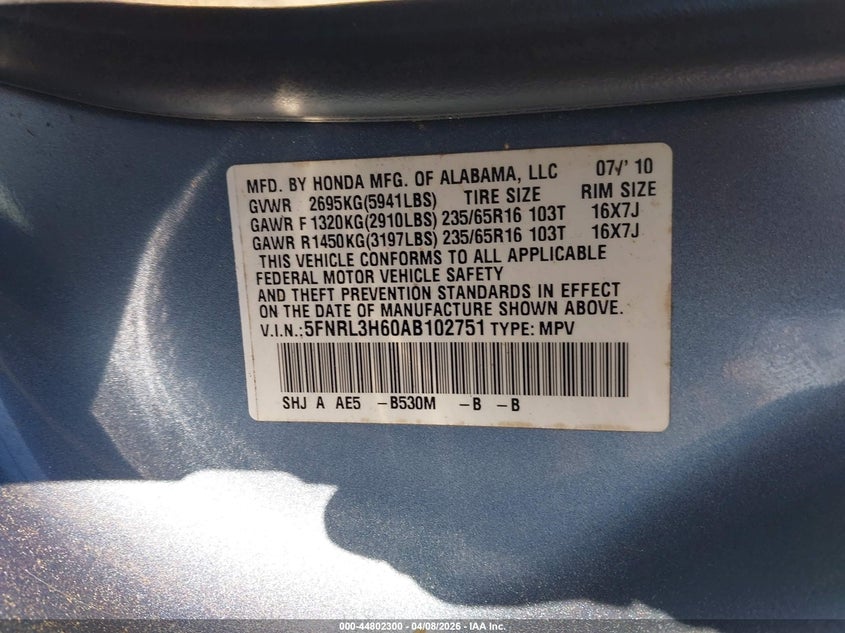 MFD. BY HONDA MFG. OF ALABAMA, LLC 07/'10
GVWR 2695KG(5941LBS) TIRE SIZE RIM SIZE
GAWR F 1320KG(2910LBS) 235/65R16 103T 16X7J
GAWR R1450KG(3197LBS) 235/65R16 103T 16X7J
THIS VEHICLE CONFORMS TO ALL APPLICABLE
FEDERAL MOTOR VEHICLE SAFETY
AND THEFT PREVENTION STANDARDS IN EFFECT
ON THE DATE OF MANUFACTURE SHOWN ABOVE.
V.I.N.:5FNRL3H60AB102751 TYPE: MPV
SHJ A AE5 -B530M -B -B
000-44802300 - 04/08/2026 - IAA Inc.